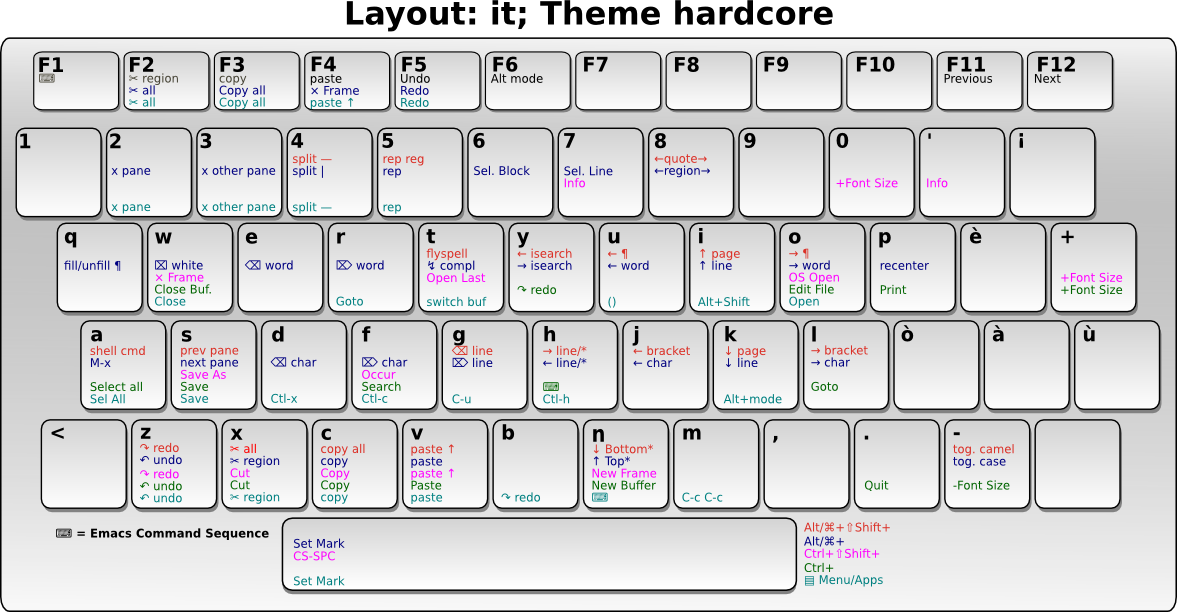 Layout: it; Theme hardcore
F1
⌨
F2
✂ region
✂ all
✂ all
F3
copy
Copy all
Copy all
F4
paste
× Frame
paste ↑
F5
Undo
Redo
Redo
F6
Alt mode
F7
F8
F9
F10
F11
Previous
F12
Next
1
2
x pane
x pane
3
x other pane
x other pane
4
split —
split |
split —
5
rep reg
rep
rep
6
Sel. Block
7
Sel. Line
Info
8
←quote→
←region→
9
0
+Font Size
'
Info
ì
q
fill/unfill ¶
w
⌧ white
× Frame
Close Buf.
Close
e
⌫ word
r
⌦ word
Goto
t
flyspell
↯ compl
Open Last
switch buf
y
← isearch
→ isearch
↷ redo
u
← ¶
← word
()
i
↑ page
↑ line
Alt+Shift
o
→ ¶
→ word
OS Open
Edit File
Open
p
recenter
Print
è
+
+Font Size
+Font Size
a
shell cmd
M-x
Select all
Sel All
s
prev pane
next pane
Save As
Save
Save
d
⌫ char
Ctl-x
f
⌦ char
Occur
Search
Ctl-c
g
⌫ line
⌦ line
C-u
h
→ line/*
← line/*
⌨
Ctl-h
j
← bracket
← char
k
↓ page
↓ line
Alt+mode
l
→ bracket
→ char
Goto
ò
à
ù
<
z
↷ redo
↶ undo
↷ redo
↶ undo
↶ undo
x
✂ all
✂ region
Cut
Cut
✂ region
c
copy all
copy
Copy
Copy
copy
v
paste ↑
paste
paste ↑
Paste
paste
b
↷ redo
n
↓ Bottom*
↑ Top*
New Frame
New Buffer
⌨
m
C-c C-c
,
.
Quit
-
tog. camel
tog. case
-Font Size
⌨ = Emacs Command Sequence
Set Mark
CS-SPC
Set Mark
Alt/⌘+⇧Shift+
Alt/⌘+
Ctrl+⇧Shift+
Ctrl+
▤ Menu/Apps